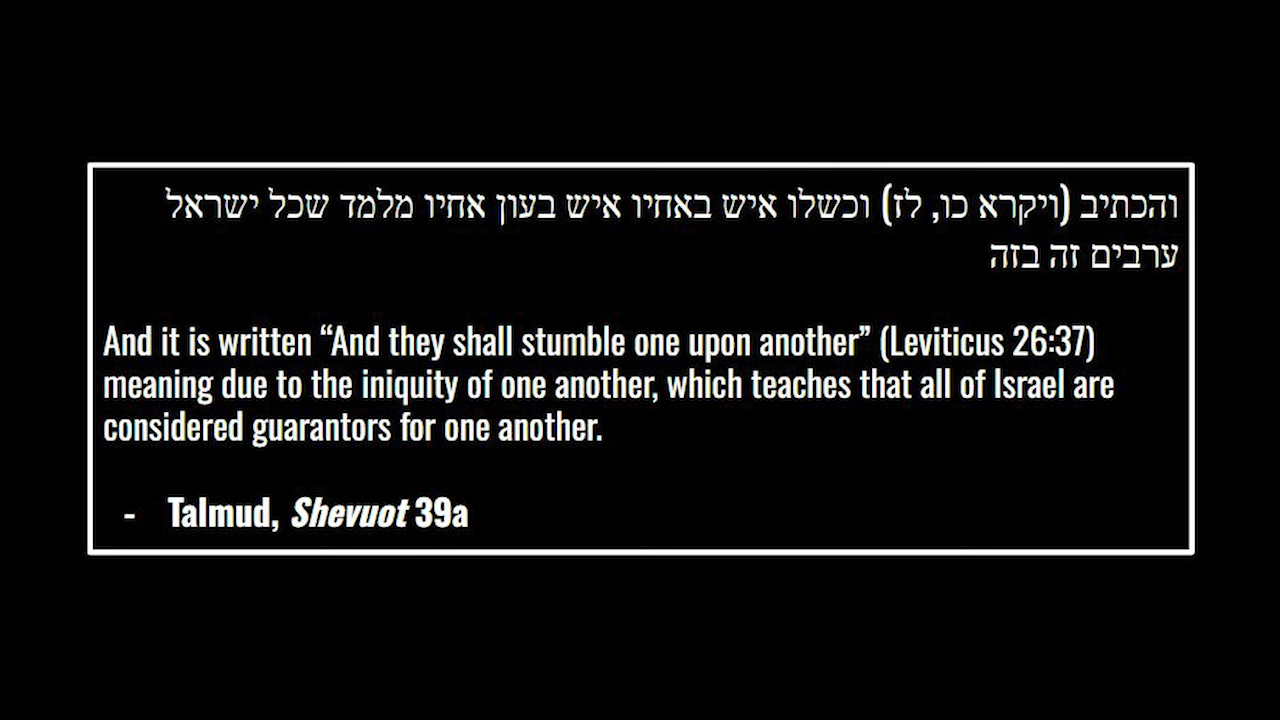 והכתיב (ויקרא כו, לז) וכשלו איש באחיו איש בעון אחיו מלמד שכל ישראל
ערבים זה בזה
And it is written “And they shall stumble one upon another” (Leviticus 26:37)
meaning due to the iniquity of one another, which teaches that all of Israel are
considered guarantors for one another.
- Talmud, Shevuot 39a